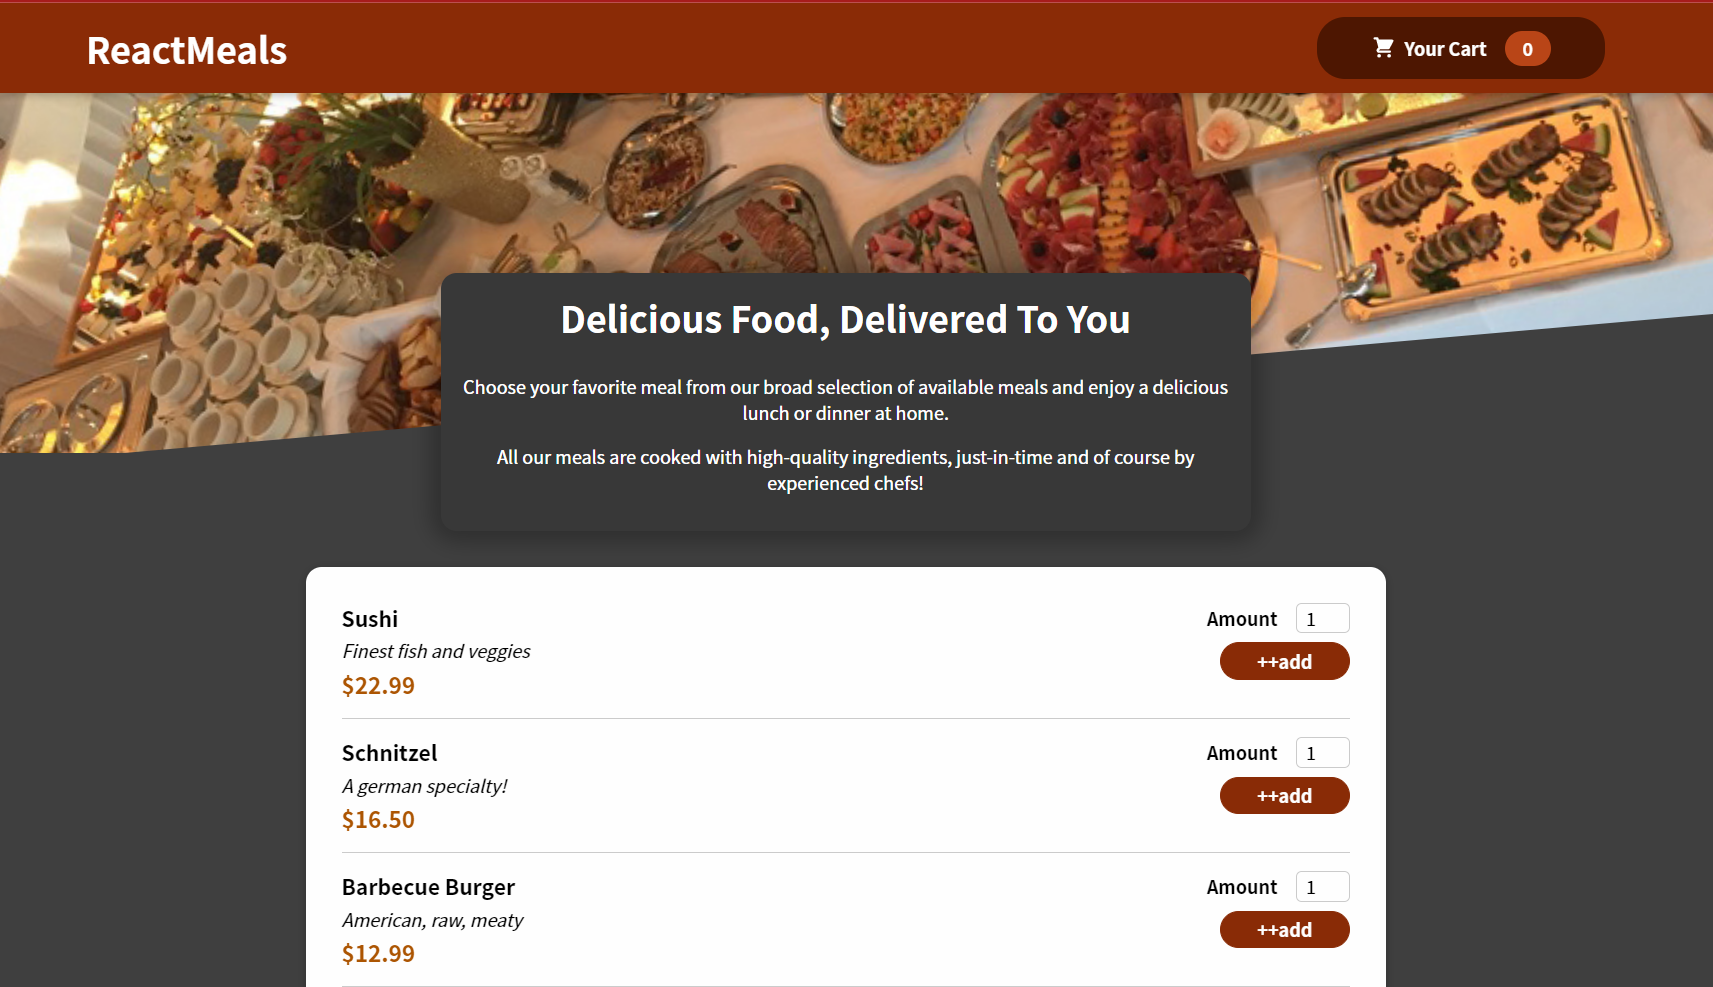 ReactMeals
Your Cart 0
Delicious Food, Delivered To You
Choose your favorite meal from our broad selection of available meals and enjoy a delicious
lunch or dinner at home.
All our meals are cooked with high-quality ingredients, just-in-time and of course by
experienced chefs!
Sushi
Finest fish and veggies
$22.99
Amount 1
++add
Schnitzel
A german specialty!
$16.50
Amount 1
++add
Barbecue Burger
American, raw, meaty
$12.99
Amount 1
++add